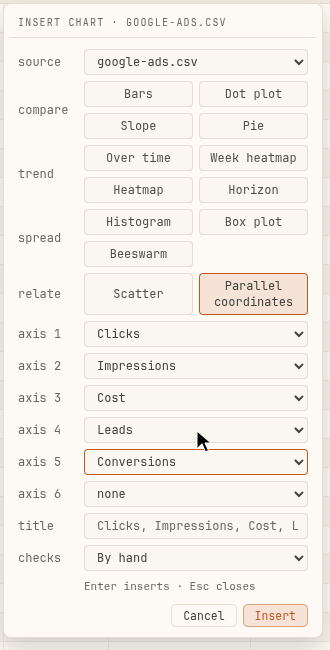 INSERT CHART · GOOGLE-ADS.CSV
source google-ads.csv
compare
Bars Dot plot
Slope Pie
trend
Over time Week heatmap
Heatmap Horizon
spread
Histogram Box plot
Beeswarm
relate Scatter Parallel
coordinates
axis 1 Clicks
axis 2 Impressions
axis 3 Cost
axis 4 Leads
axis 5 Conversions
axis 6 none
title Clicks, Impressions, Cost, L
checks By hand
Enter inserts · Esc closes
Cancel Insert